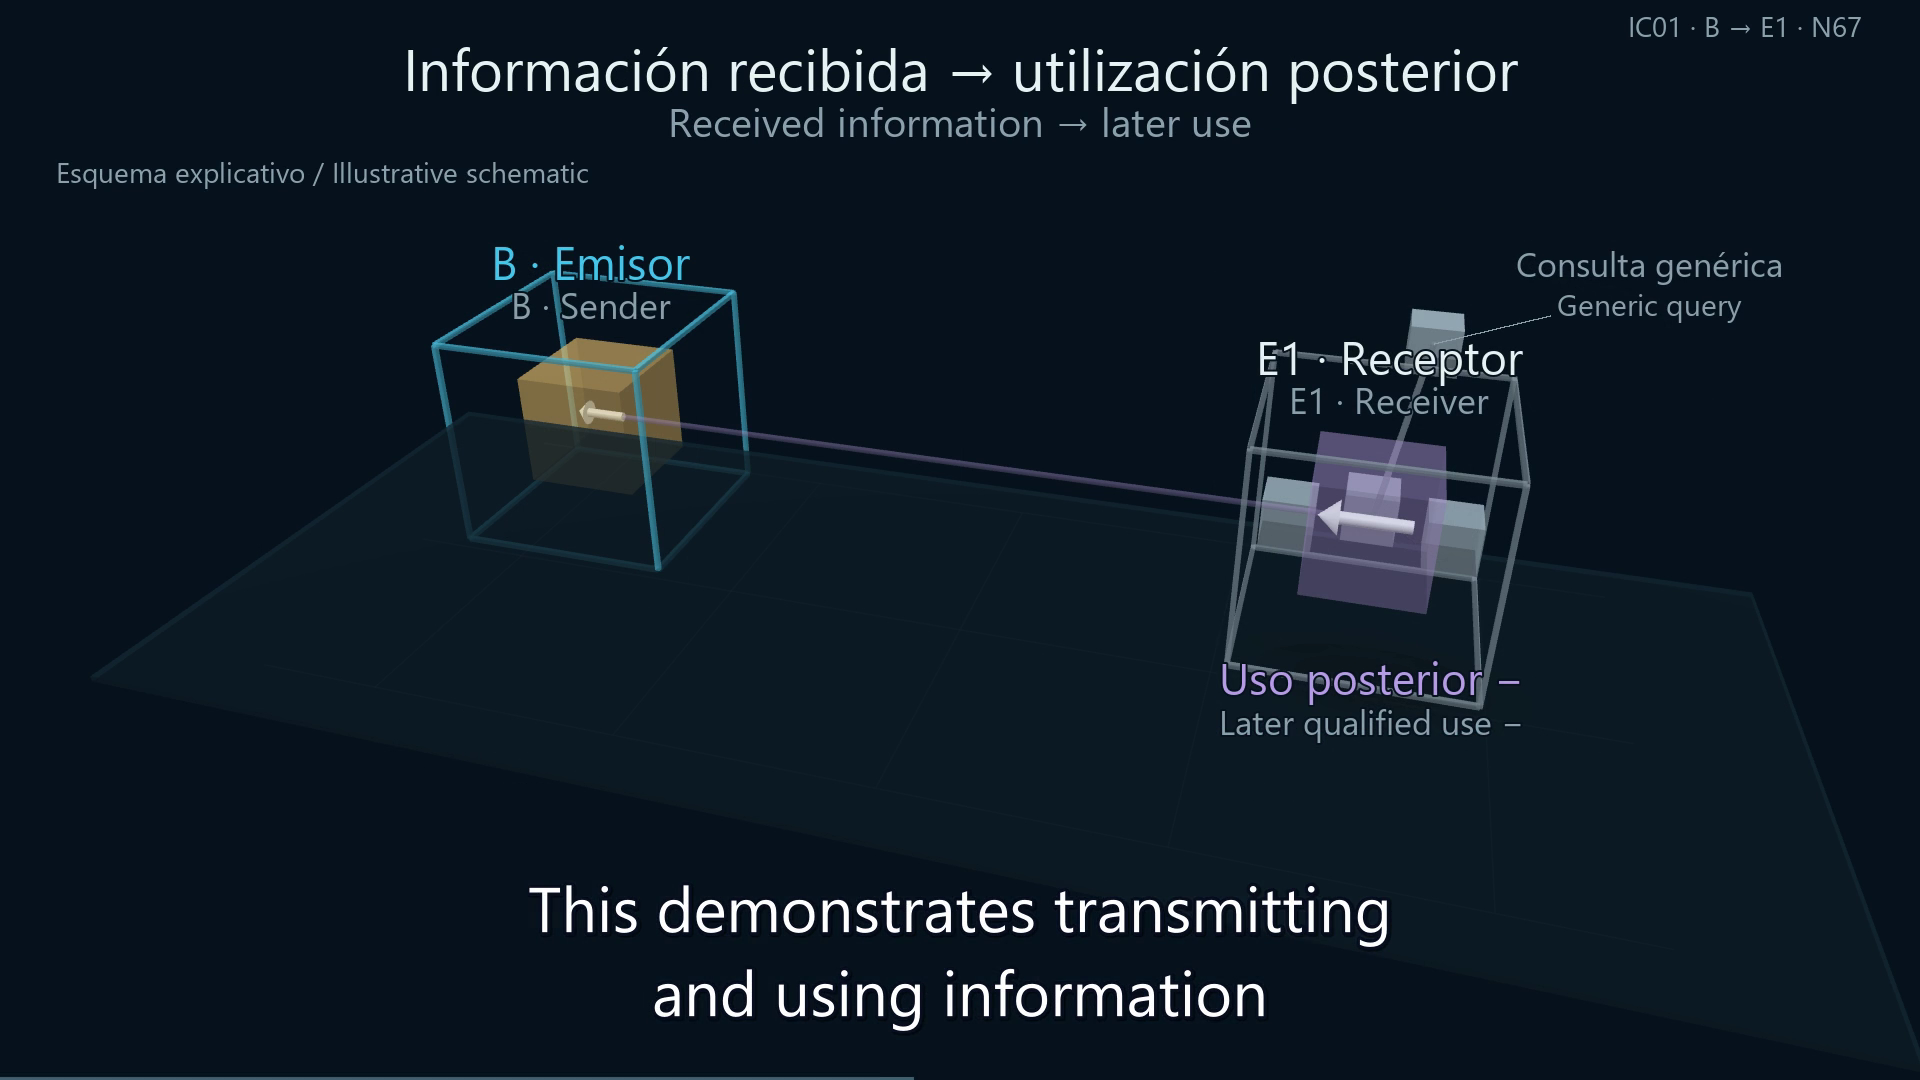 IC01 · B → E1 · N67
Información recibida → utilización posterior
Received information → later use
Esquema explicativo / Illustrative schematic
B · Emisor
B · Sender
Consulta genérica
Generic query
E1 · Receptor
E1 · Receiver
Uso posterior −
Later qualified use −
This demonstrates transmitting
and using information